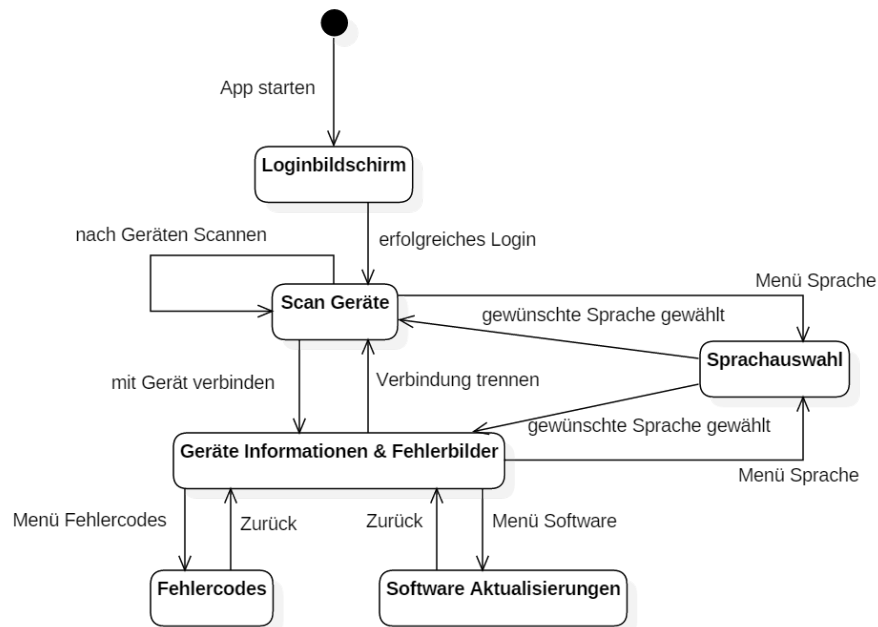 App starten
Loginbildschirm
nach Geräten Scannen
erfolgreiches Login
Menü Sprache
Scan Geräte
gewünschte Sprache gewählt
Sprachauswahl
mit Gerät verbinden
Verbindung trennen
gewünschte Sprache gewählt
Geräte Informationen & Fehlerbilder
Menü Sprache
Menü Fehlercodes
Zurück
Zurück
Menü Software
Fehlercodes
Software Aktualisierungen